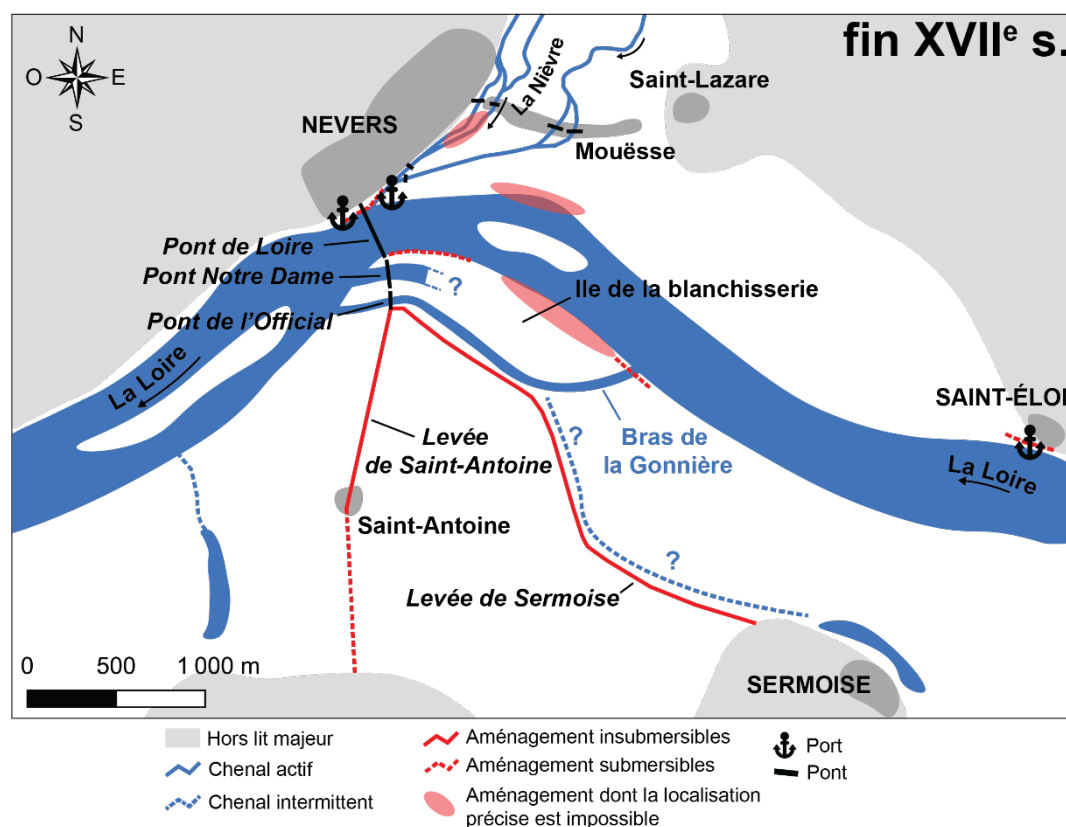 fin XVIIe s.
N
O
E
S
La Nièvre
Saint-Lazare
NEVERS
Mouësse
Pont de Loire
Pont Notre Dame
?
Ile de la blanchisserie
Pont de l'Official
La Loire
SAINT-ÉLOI
Bras de
la Gonnière
?
Levée
de Saint-Antoine
La Loire
Saint-Antoine
?
Levée de Sermoise
0 500 1 000 m
SERMOISE
Hors lit majeur
Chenal actif
Chenal intermittent
Aménagement insubmersibles
Aménagement submersibles
Aménagement dont la localisation
précise est impossible
Port
Pont